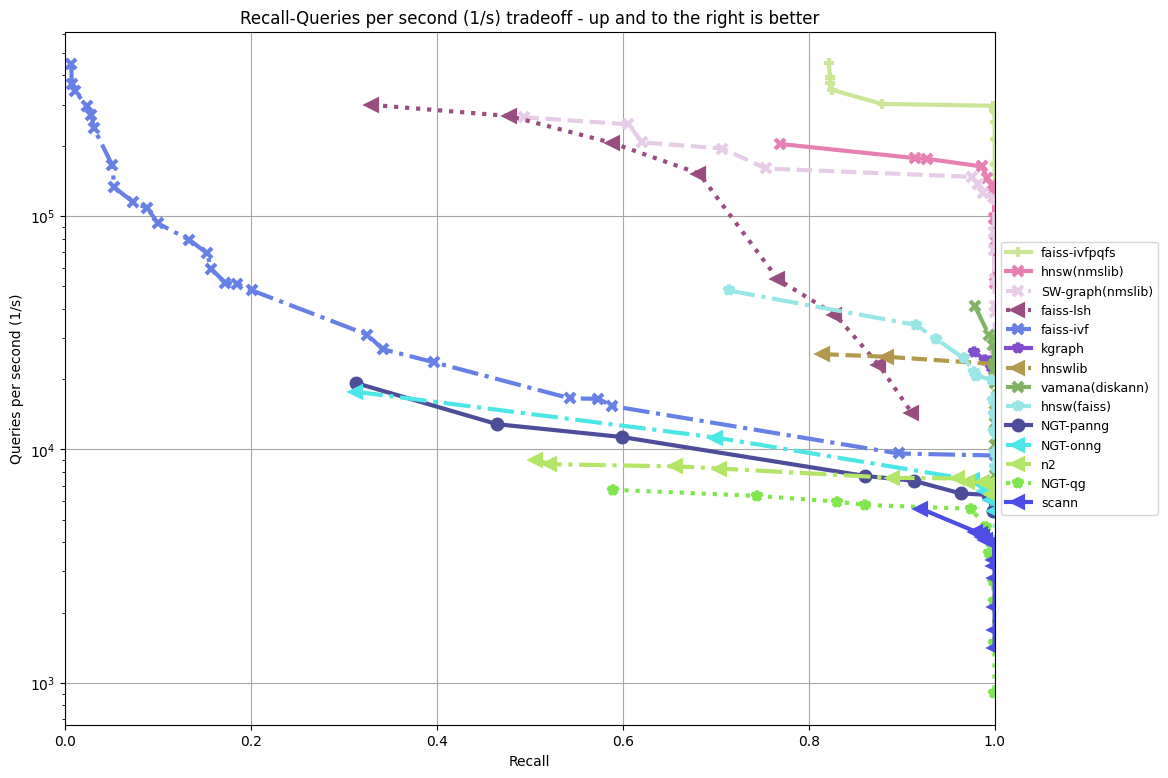 Recall-Queries per second (1/s) tradeoff - up and to the right is better
Queries per second (1/s)
10^5
10^4
10^3
0.0 0.2 0.4 0.6 0.8 1.0
Recall
faiss-ivfpqfs
hnsw(nmslib)
SW-graph(nmslib)
faiss-lsh
faiss-ivf
kgraph
hnswlib
vamana(diskann)
hnsw(faiss)
NGT-panng
NGT-onng
n2
NGT-qg
scann